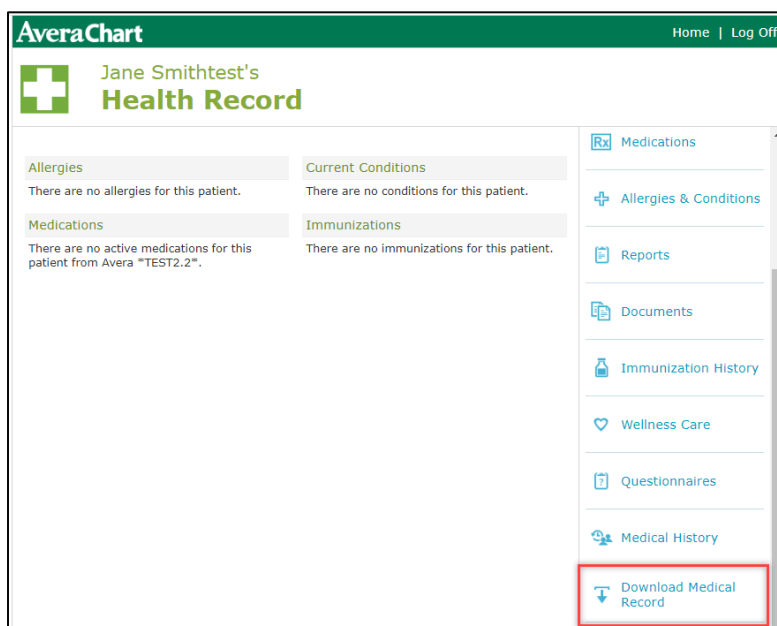 AveraChart
Home | Log Off
Jane Smithtest's
Health Record
Allergies
There are no allergies for this patient.
Current Conditions
There are no conditions for this patient.
Medications
There are no active medications for this
patient from Avera "TEST2.2".
Immunizations
There are no immunizations for this patient.
Rx Medications
Allergies & Conditions
Reports
Documents
Immunization History
Wellness Care
Questionnaires
Medical History
Download Medical
Record